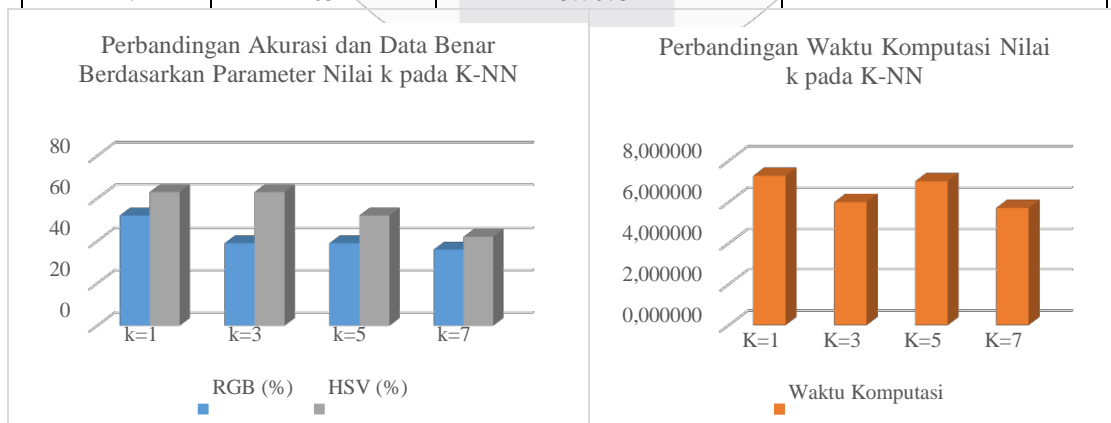 Perbandingan Akurasi dan Data Benar
Berdasarkan Parameter Nilai k pada K-NN
80
60
40
20
0
k=1 k=3 k=5 k=7
RGB (%) HSV (%)
Perbandingan Waktu Komputasi Nilai
k pada K-NN
8,000000
6,000000
4,000000
2,000000
0,000000
K=1 K=3 K=5 K=7
Waktu Komputasi